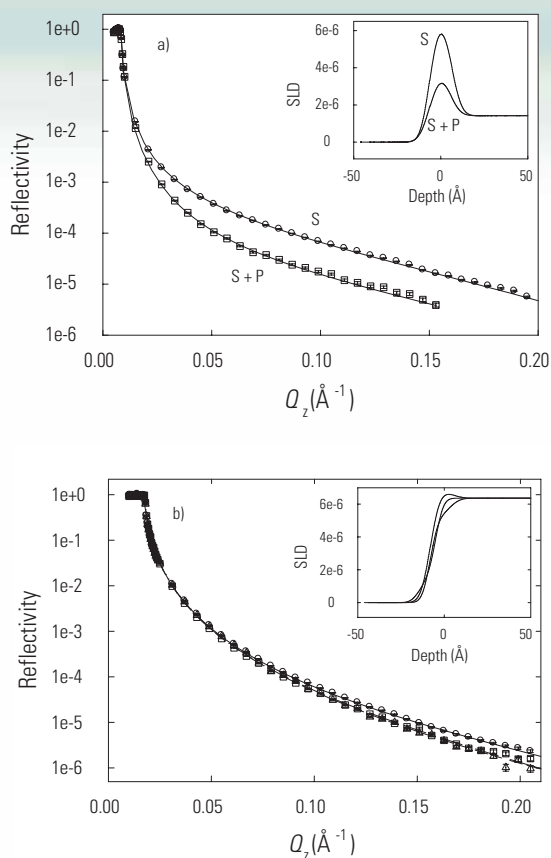 a)
Reflectivity
1e+0
1e-1
1e-2
1e-3
1e-4
1e-5
1e-6
S
S + P
0.00 0.05 0.10 0.15 0.20
Q_z(Å⁻¹)
SLD
6e-6
4e-6
2e-6
0
S
S + P
-50 0 50
Depth (Å)
b)
Reflectivity
1e+0
1e-1
1e-2
1e-3
1e-4
1e-5
1e-6
0.00 0.05 0.10 0.15 0.20
Q_z(Å⁻¹)
SLD
6e-6
4e-6
2e-6
0
-50 0 50
Depth (Å)